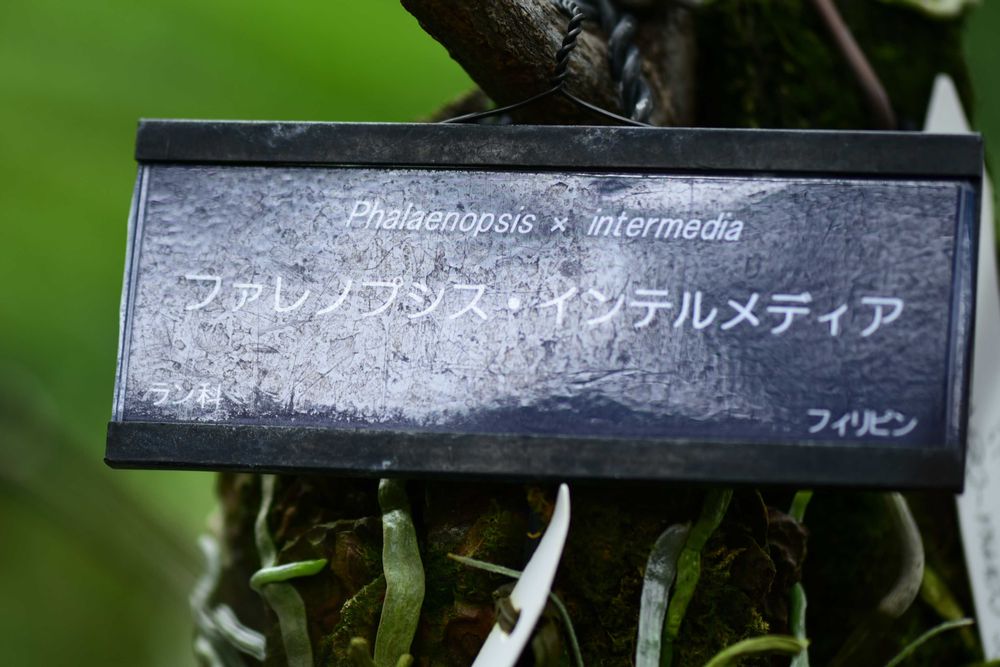 Phalaenopsis × intermedia
ファレノプシス・インテルメディア
ラン科
フィリピン